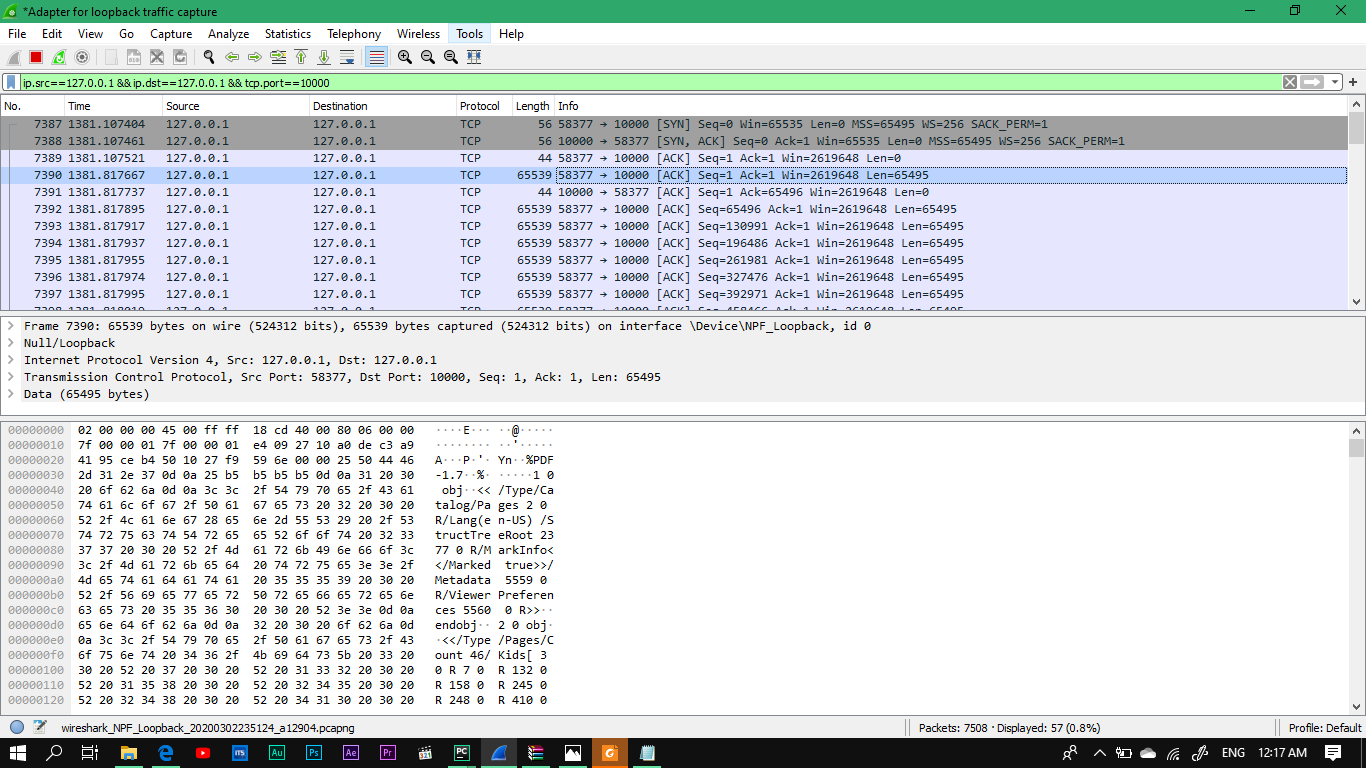 *Adapter for loopback traffic capture
File Edit View Go Capture Analyze Statistics Telephony Wireless Tools Help
ip.src==127.0.0.1 && ip.dst==127.0.0.1 && tcp.port==10000
No. Time Source Destination Protocol Length Info
7387 1381.107404 127.0.0.1 127.0.0.1 TCP 56 58377 → 10000 [SYN] Seq=0 Win=65535 Len=0 MSS=65495 WS=256 SACK_PERM=1
7388 1381.107461 127.0.0.1 127.0.0.1 TCP 56 10000 → 58377 [SYN, ACK] Seq=0 Ack=1 Win=65535 Len=0 MSS=65495 WS=256 SACK_PERM=1
7389 1381.107521 127.0.0.1 127.0.0.1 TCP 44 58377 → 10000 [ACK] Seq=1 Ack=1 Win=2619648 Len=0
7390 1381.817667 127.0.0.1 127.0.0.1 TCP 65539 58377 → 10000 [ACK] Seq=1 Ack=1 Win=2619648 Len=65495
7391 1381.817737 127.0.0.1 127.0.0.1 TCP 44 10000 → 58377 [ACK] Seq=1 Ack=65496 Win=2619648 Len=0
7392 1381.817895 127.0.0.1 127.0.0.1 TCP 65539 58377 → 10000 [ACK] Seq=65496 Ack=1 Win=2619648 Len=65495
7393 1381.817917 127.0.0.1 127.0.0.1 TCP 65539 58377 → 10000 [ACK] Seq=130991 Ack=1 Win=2619648 Len=65495
7394 1381.817937 127.0.0.1 127.0.0.1 TCP 65539 58377 → 10000 [ACK] Seq=196486 Ack=1 Win=2619648 Len=65495
7395 1381.817955 127.0.0.1 127.0.0.1 TCP 65539 58377 → 10000 [ACK] Seq=261981 Ack=1 Win=2619648 Len=65495
7396 1381.817974 127.0.0.1 127.0.0.1 TCP 65539 58377 → 10000 [ACK] Seq=327476 Ack=1 Win=2619648 Len=65495
7397 1381.817995 127.0.0.1 127.0.0.1 TCP 65539 58377 → 10000 [ACK] Seq=392971 Ack=1 Win=2619648 Len=65495
Frame 7390: 65539 bytes on wire (524312 bits), 65539 bytes captured (524312 bits) on interface \Device\NPF_Loopback, id 0
Null/Loopback
Internet Protocol Version 4, Src: 127.0.0.1, Dst: 127.0.0.1
Transmission Control Protocol, Src Port: 58377, Dst Port: 10000, Seq: 1, Ack: 1, Len: 65495
Data (65495 bytes)
00000000 02 00 00 00 45 00 ff ff 18 cd 40 00 80 06 00 00 ····E··· ··@·····
00000010 7f 00 00 01 7f 00 00 01 e4 09 27 10 a0 de c3 a9 ········ ··'·····
00000020 41 95 ce b4 50 10 27 f9 59 6e 00 00 25 50 44 46 A···P·'· Yn··%PDF
00000030 2d 31 2e 37 0d 0a 25 b5 b5 b5 b5 0d 0a 31 20 30 -1.7··%· ·····1 0
00000040 20 6f 62 6a 0d 0a 3c 3c 2f 54 79 70 65 2f 43 61 obj··<< /Type/Ca
00000050 74 61 6c 6f 67 2f 50 61 67 65 73 20 32 20 30 20 talog/Pa ges 2 0
00000060 52 2f 4c 61 6e 67 28 65 6e 2d 55 53 29 20 2f 53 R/Lang(e n-US) /S
00000070 74 72 75 63 74 54 72 65 65 52 6f 6f 74 20 32 33 tructTre eRoot 23
00000080 37 37 20 30 20 52 2f 4d 61 72 6b 49 6e 66 6f 3c 77 0 R/M arkInfo<
00000090 3c 2f 4d 61 72 6b 65 64 20 74 72 75 65 3e 3e 2f </Marked true>>/
000000a0 4d 65 74 61 64 61 74 61 20 35 35 35 39 20 30 20 Metadata 5559 0
000000b0 52 2f 56 69 65 77 65 72 50 72 65 66 65 72 65 6e R/Viewer Preferen
000000c0 63 65 73 20 35 35 36 30 20 30 20 52 3e 3e 0d 0a ces 5560 0 R>>··
000000d0 65 6e 64 6f 62 6a 0d 0a 32 20 30 20 6f 62 6a 0d endobj·· 2 0 obj·
000000e0 0a 3c 3c 2f 54 79 70 65 2f 50 61 67 65 73 2f 43 ·<</Type /Pages/C
000000f0 6f 75 6e 74 20 34 36 2f 4b 69 64 73 5b 20 33 20 ount 46/ Kids[ 3
00000100 30 20 52 20 37 20 30 20 52 20 31 33 32 20 30 20 0 R 7 0 R 132 0
00000110 52 20 31 35 38 20 30 20 52 20 32 34 35 20 30 20 R 158 0 R 245 0
00000120 52 20 32 34 38 20 30 20 52 20 34 31 30 20 30 20 R 248 0 R 410 0
wireshark_NPF_Loopback_20200302235124_a12904.pcapng Packets: 7508 · Displayed: 57 (0.8%) Profile: Default
ITS Au Ps Ae Pr PC G ENG 12:17 AM